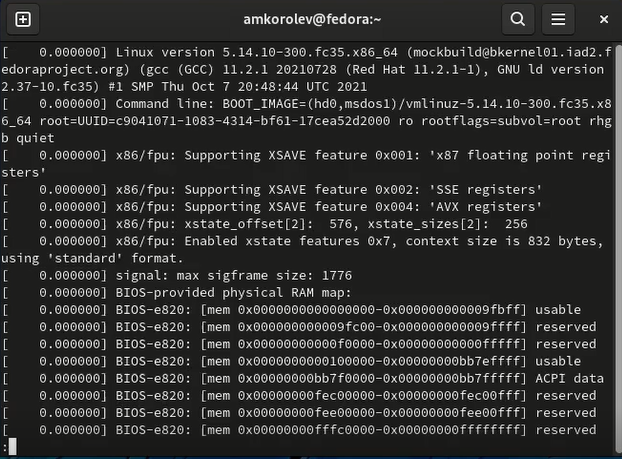 amkorolev@fedora:~
[    0.000000] Linux version 5.14.10-300.fc35.x86_64 (mockbuild@bkernel01.iad2.f
edoraproject.org) (gcc (GCC) 11.2.1 20210728 (Red Hat 11.2.1-1), GNU ld version
2.37-10.fc35) #1 SMP Thu Oct 7 20:48:44 UTC 2021
[    0.000000] Command line: BOOT_IMAGE=(hd0,msdos1)/vmlinuz-5.14.10-300.fc35.x8
6_64 root=UUID=c9041071-1083-4314-bf61-17cea52d2000 ro rootflags=subvol=root rhg
b quiet
[    0.000000] x86/fpu: Supporting XSAVE feature 0x001: 'x87 floating point regi
sters'
[    0.000000] x86/fpu: Supporting XSAVE feature 0x002: 'SSE registers'
[    0.000000] x86/fpu: Supporting XSAVE feature 0x004: 'AVX registers'
[    0.000000] x86/fpu: xstate_offset[2]:  576, xstate_sizes[2]:  256
[    0.000000] x86/fpu: Enabled xstate features 0x7, context size is 832 bytes,
using 'standard' format.
[    0.000000] signal: max sigframe size: 1776
[    0.000000] BIOS-provided physical RAM map:
[    0.000000] BIOS-e820: [mem 0x0000000000000000-0x000000000009fbff] usable
[    0.000000] BIOS-e820: [mem 0x000000000009fc00-0x000000000009ffff] reserved
[    0.000000] BIOS-e820: [mem 0x00000000000f0000-0x00000000000fffff] reserved
[    0.000000] BIOS-e820: [mem 0x0000000000100000-0x00000000bb7effff] usable
[    0.000000] BIOS-e820: [mem 0x00000000bb7f0000-0x00000000bb7fffff] ACPI data
[    0.000000] BIOS-e820: [mem 0x00000000fec00000-0x00000000fec00fff] reserved
[    0.000000] BIOS-e820: [mem 0x00000000fee00000-0x00000000fee00fff] reserved
[    0.000000] BIOS-e820: [mem 0x00000000fffc0000-0x00000000ffffffff] reserved
: